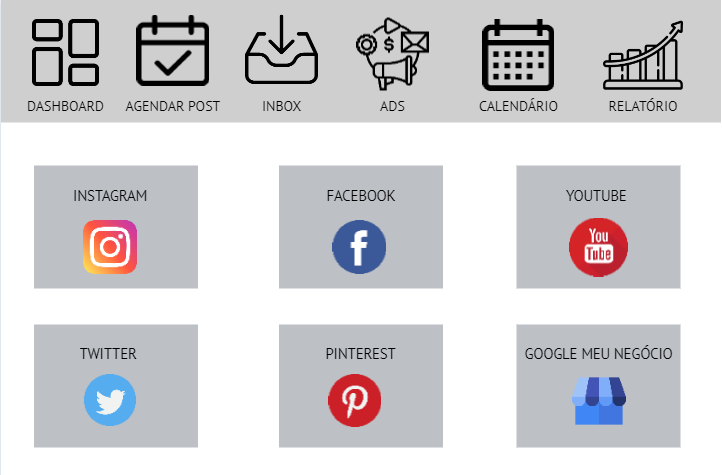 DASHBOARD
AGENDAR POST
INBOX
ADS
CALENDÁRIO
RELATÓRIO
INSTAGRAM
FACEBOOK
YOUTUBE
You
Tube
TWITTER
PINTEREST
GOOGLE MEU NEGÓCIO